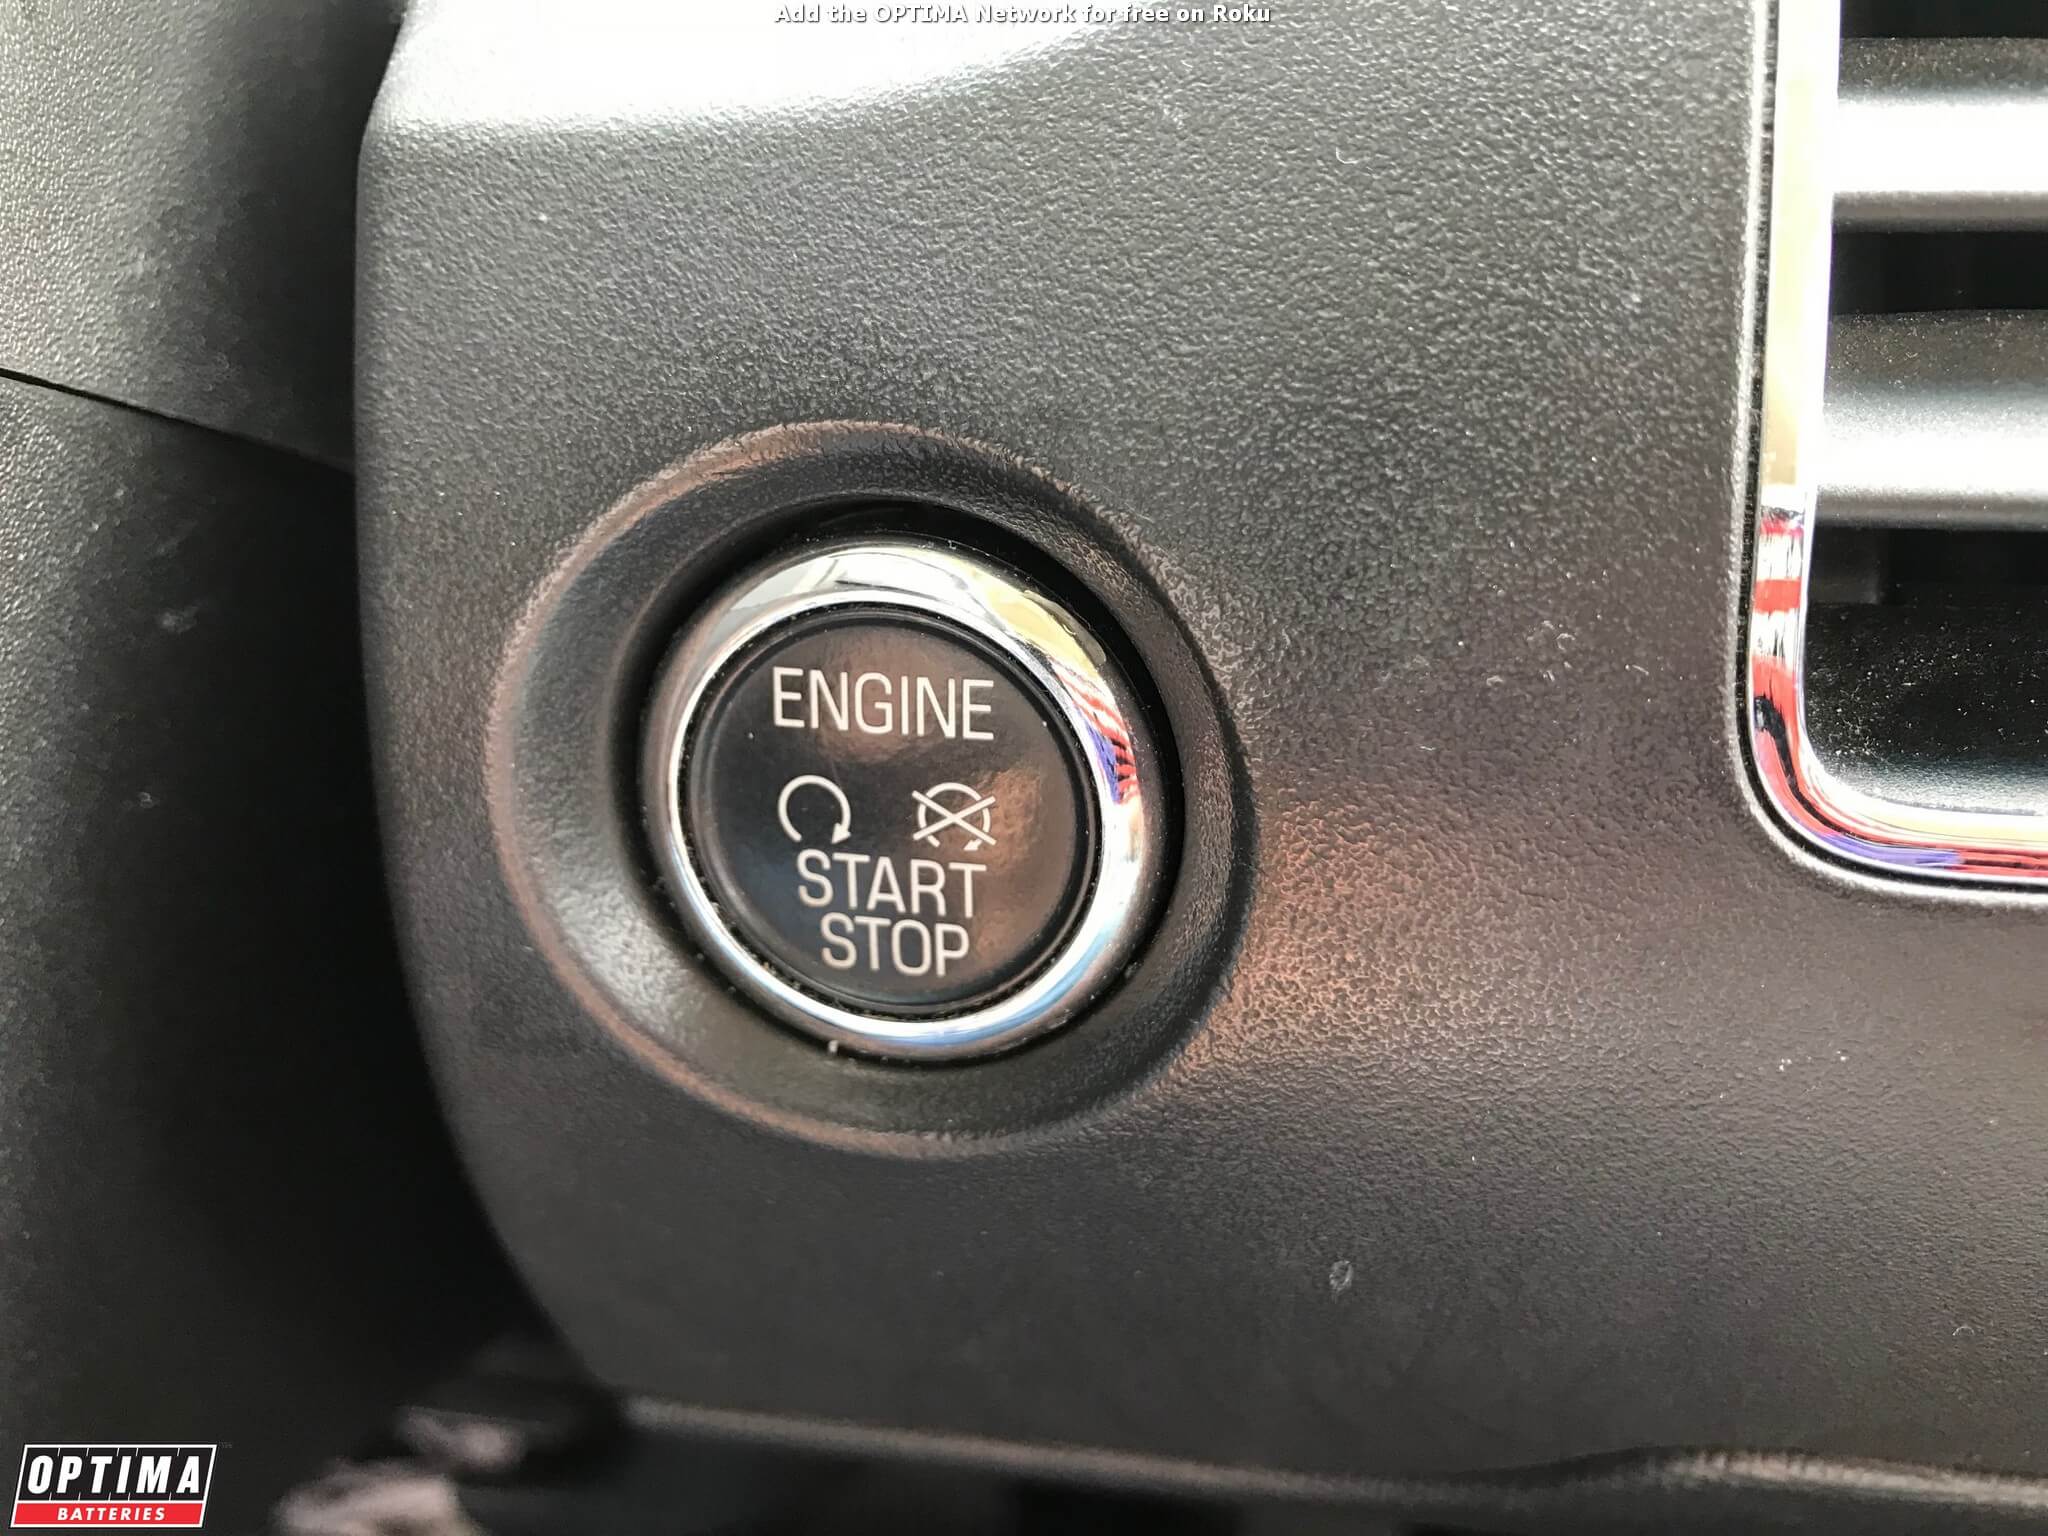 Add the OPTIMA Network for free on Roku
ENGINE
START
STOP
OPTIMA
BATTERIES